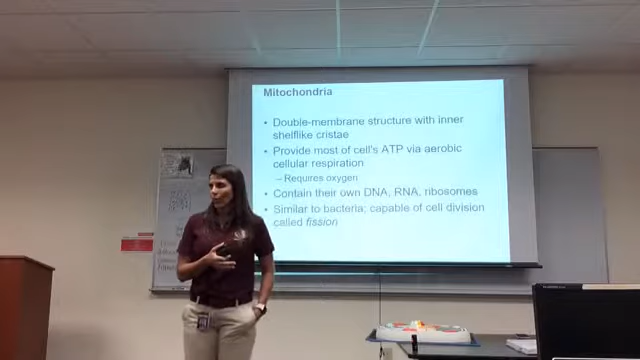 Mitochondria
• Double-membrane structure with inner
shelflike cristae
• Provide most of cell's ATP via aerobic
cellular respiration
– Requires oxygen
• Contain their own DNA, RNA, ribosomes
• Similar to bacteria; capable of cell division
called fission